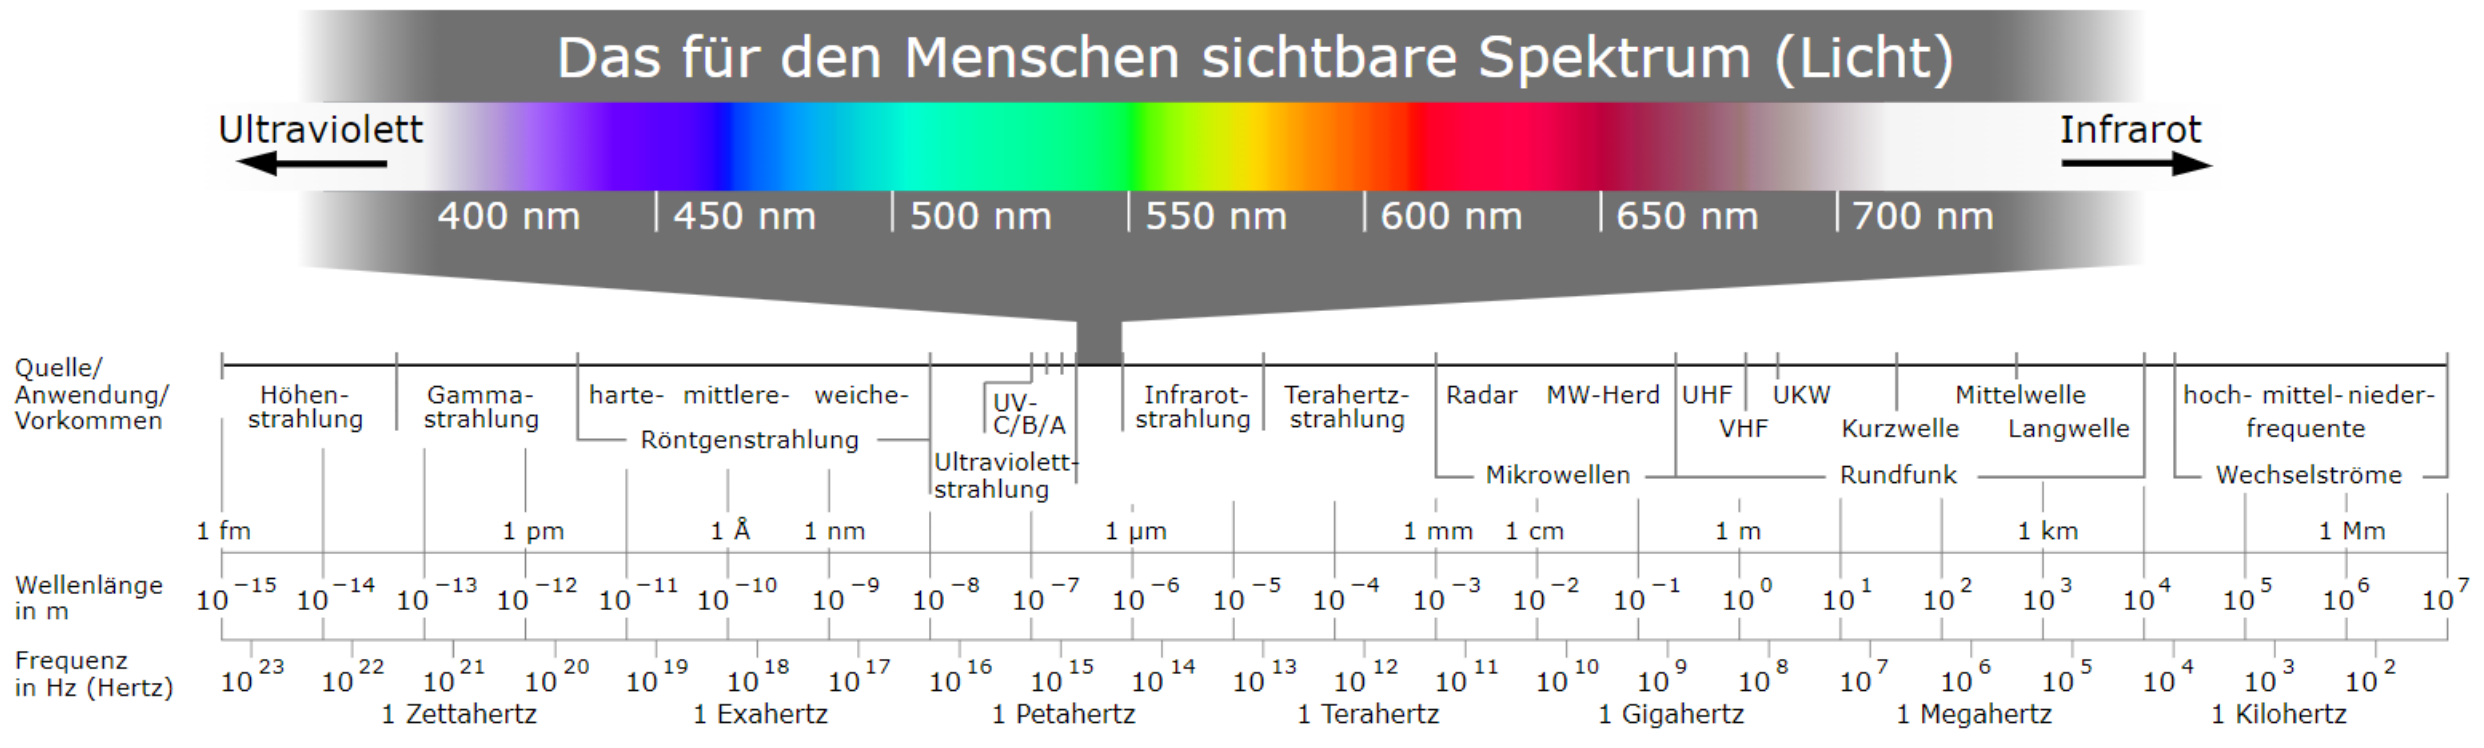 Das für den Menschen sichtbare Spektrum (Licht)
Ultraviolett
Infrarot
400 nm 450 nm 500 nm 550 nm 600 nm 650 nm 700 nm
Quelle/
Anwendung/
Vorkommen
Höhen-
strahlung
Gamma-
strahlung
harte- mittlere- weiche-
Röntgenstrahlung
UV-
C/B/A
Ultraviolett-
strahlung
Infrarot-
strahlung
Terahertz-
strahlung
Radar MW-Herd
Mikrowellen
UHF UKW Mittelwelle
VHF Kurzwelle Langwelle
Rundfunk
hoch- mittel- nieder-
frequente
Wechselströme
1 fm 1 pm 1 Å 1 nm 1 µm 1 mm 1 cm 1 m 1 km 1 Mm
Wellenlänge
in m
10⁻¹⁵ 10⁻¹⁴ 10⁻¹³ 10⁻¹² 10⁻¹¹ 10⁻¹⁰ 10⁻⁹ 10⁻⁸ 10⁻⁷ 10⁻⁶ 10⁻⁵ 10⁻⁴ 10⁻³ 10⁻² 10⁻¹ 10⁰ 10¹ 10² 10³ 10⁴ 10⁵ 10⁶ 10⁷
Frequenz
in Hz (Hertz)
10²³ 10²² 10²¹ 10²⁰ 10¹⁹ 10¹⁸ 10¹⁷ 10¹⁶ 10¹⁵ 10¹⁴ 10¹³ 10¹² 10¹¹ 10¹⁰ 10⁹ 10⁸ 10⁷ 10⁶ 10⁵ 10⁴ 10³ 10²
1 Zettahertz 1 Exahertz 1 Petahertz 1 Terahertz 1 Gigahertz 1 Megahertz 1 Kilohertz